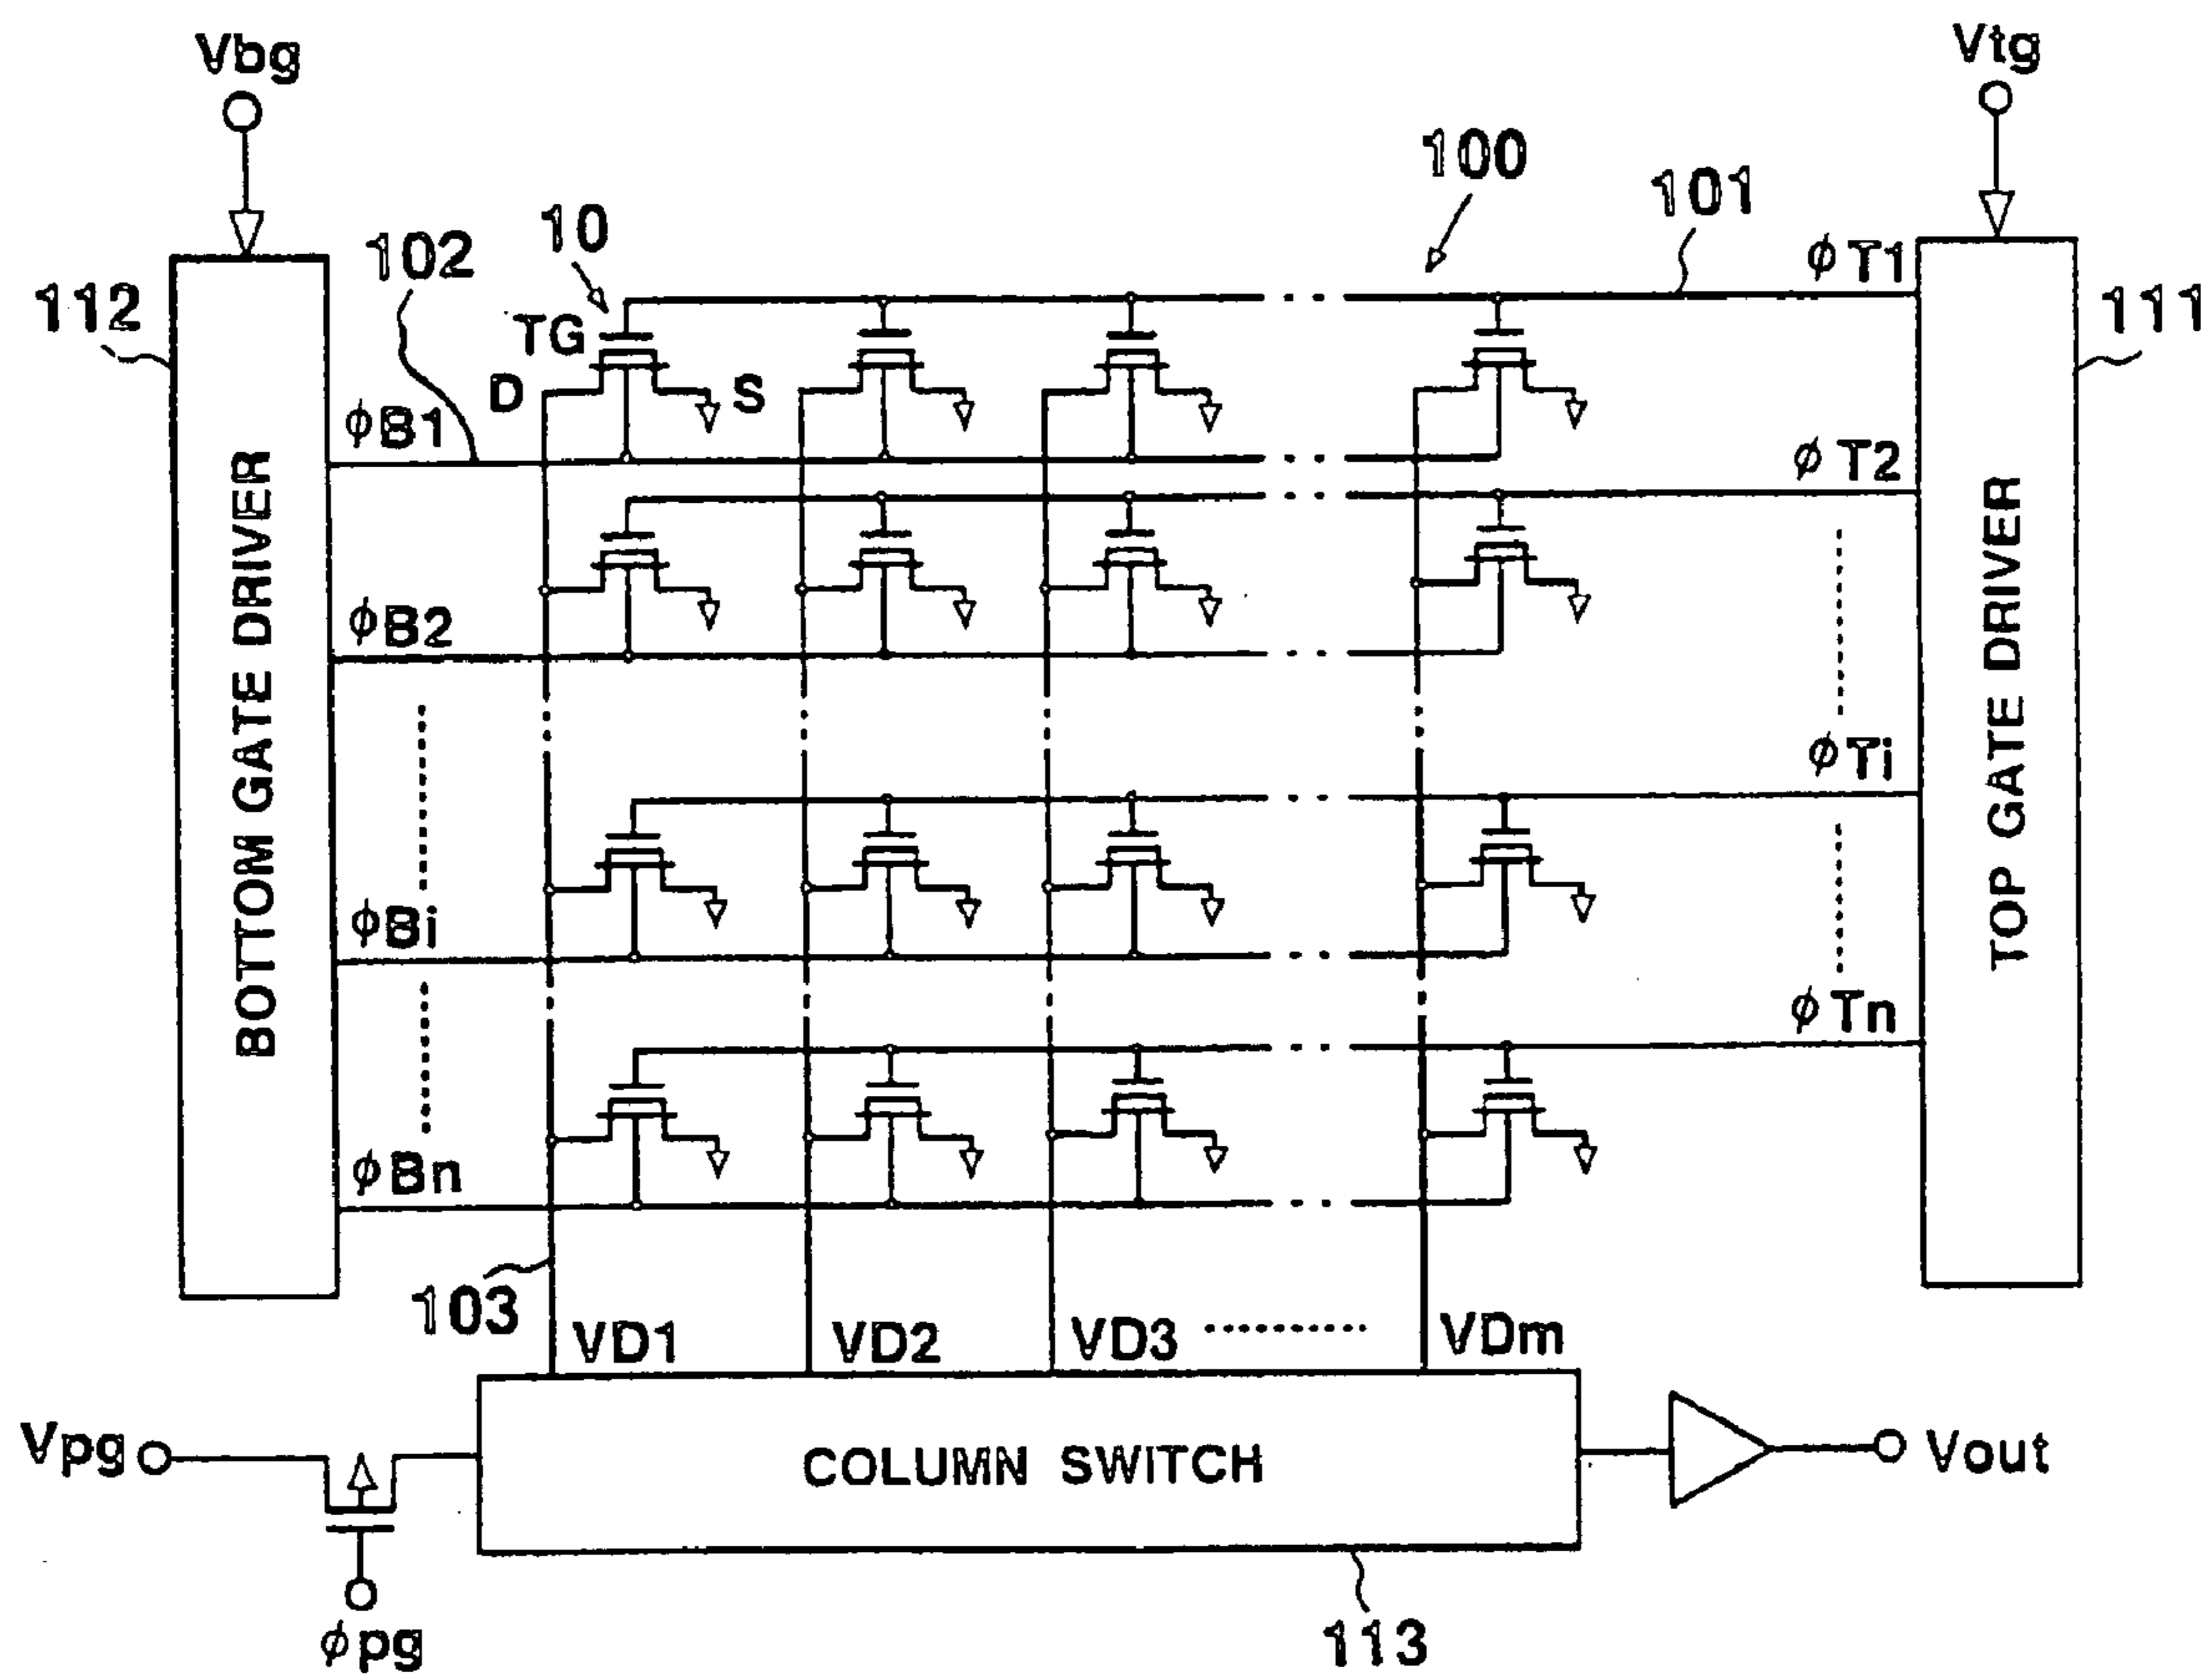 Vbg
Vtg
100
101
10
102
112
111
φT1
TG
D
S
φB1
φT2
BOTTOM GATE DRIVER
TOP GATE DRIVER
φB2
φTi
φBi
φTn
φBn
103
VD1
VD2
VD3
VDm
Vpg
COLUMN SWITCH
Vout
φpg
113